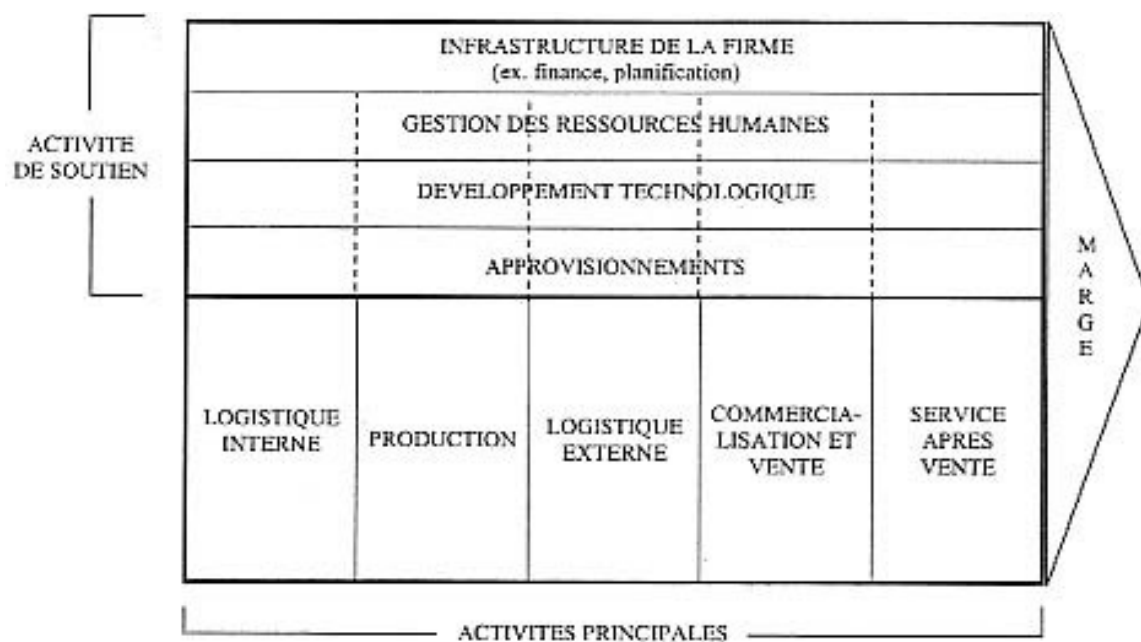 INFRASTRUCTURE DE LA FIRME
(ex. finance, planification)
GESTION DES RESSOURCES HUMAINES
ACTIVITE
DE SOUTIEN
DEVELOPPEMENT TECHNOLOGIQUE
APPROVISIONNEMENTS
M
A
R
G
E
LOGISTIQUE
INTERNE
PRODUCTION
LOGISTIQUE
EXTERNE
COMMERCIA-
LISATION ET
VENTE
SERVICE
APRES
VENTE
ACTIVITES PRINCIPALES